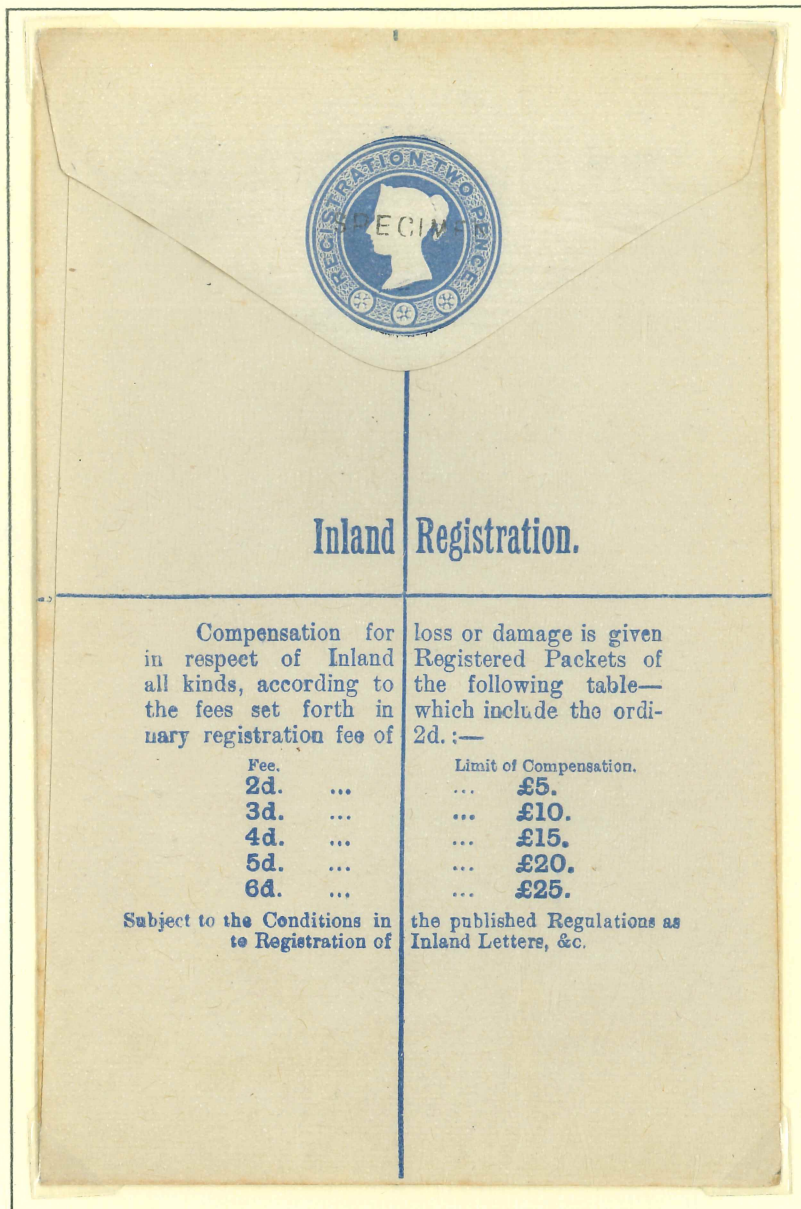 REGISTRATION TWO PENCE
SPECIMEN
Inland Registration.
Compensation for loss or damage is given
in respect of Inland Registered Packets of
all kinds, according to the following table—
the fees set forth in which include the ordi-
nary registration fee of 2d. :—
Fee. Limit of Compensation.
2d. ... ... £5.
3d. ... ... £10.
4d. ... ... £15.
5d. ... ... £20.
6d. ... ... £25.
Subject to the Conditions in the published Regulations as
to Registration of Inland Letters, &c.